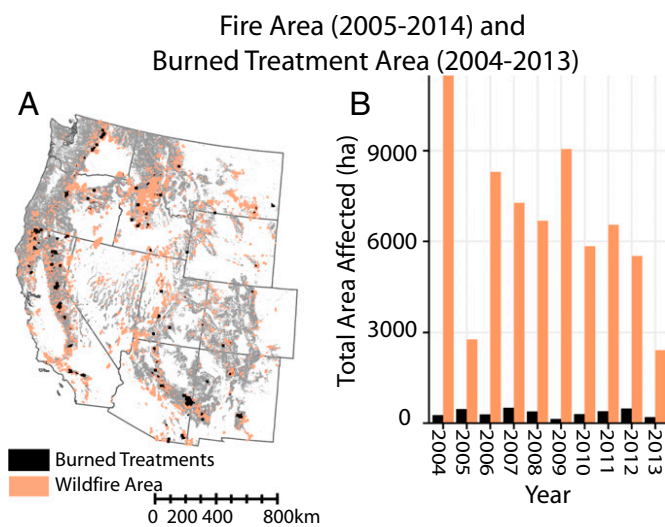 Fire Area (2005-2014) and
Burned Treatment Area (2004-2013)
A
Burned Treatments
Wildfire Area
0 200 400 800km
B
Total Area Affected (ha)
9000
6000
3000
0
2004
2005
2006
2007
2008
2009
2010
2011
2012
2013
Year